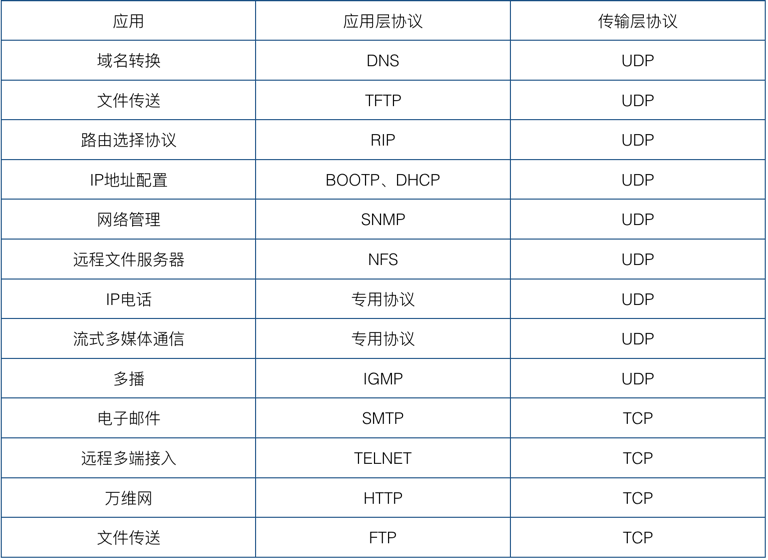 应用 应用层协议 传输层协议
域名转换 DNS UDP
文件传送 TFTP UDP
路由选择协议 RIP UDP
IP地址配置 BOOTP、DHCP UDP
网络管理 SNMP UDP
远程文件服务器 NFS UDP
IP电话 专用协议 UDP
流式多媒体通信 专用协议 UDP
多播 IGMP UDP
电子邮件 SMTP TCP
远程多端接入 TELNET TCP
万维网 HTTP TCP
文件传送 FTP TCP